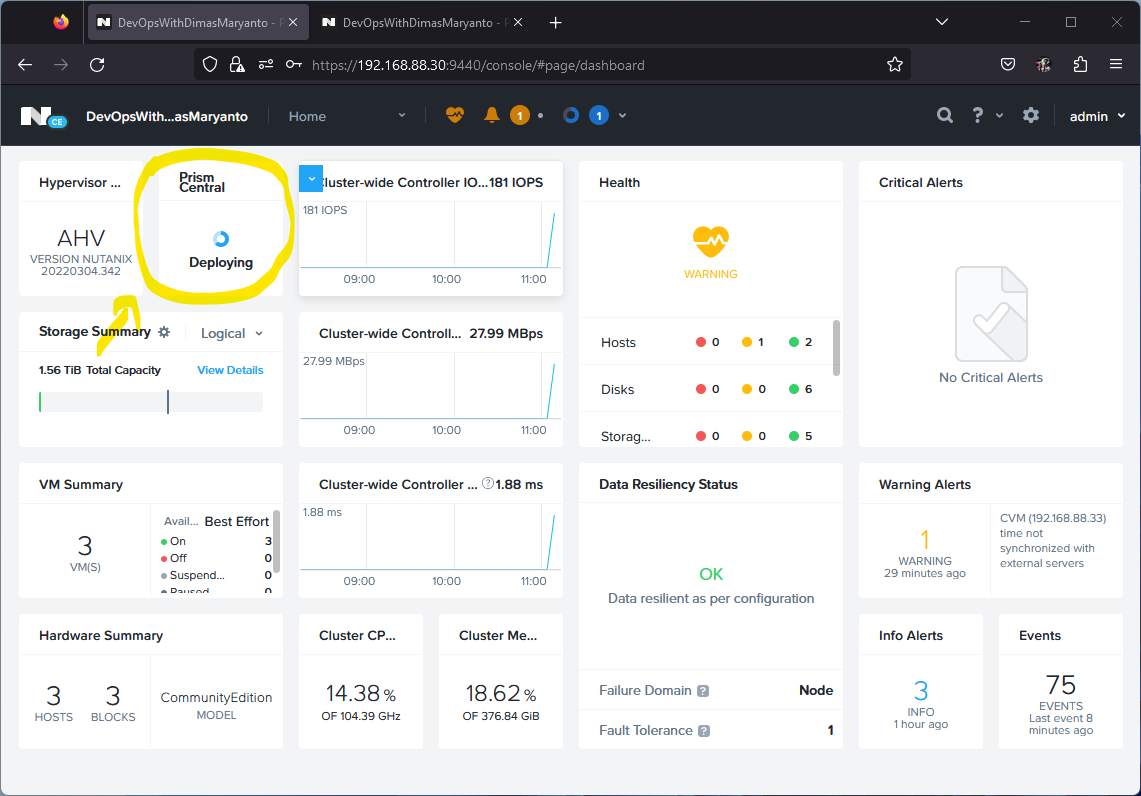 DevOpsWithDimasMaryanto -
DevOpsWithDimasMaryanto -
https://192.168.88.30:9440/console/#page/dashboard
N
CE
DevOpsWith...asMaryanto
Home
1
1
?
admin
Hypervisor ...
AHV
VERSION NUTANIX
20220304.342
Prism
Central
Deploying
Cluster-wide Controller IO...181 IOPS
181 IOPS
09:00 10:00 11:00
Health
WARNING
Hosts 0 1 2
Disks 0 0 6
Storag... 0 0 5
Critical Alerts
No Critical Alerts
Storage Summary Logical
1.56 TiB Total Capacity View Details
Cluster-wide Controll... 27.99 MBps
27.99 MBps
09:00 10:00 11:00
VM Summary
3
VM(S)
Avail... Best Effort
On 3
Off 0
Suspend... 0
Paused 0
Cluster-wide Controller ... ? 1.88 ms
1.88 ms
09:00 10:00 11:00
Data Resiliency Status
OK
Data resilient as per configuration
Failure Domain ? Node
Fault Tolerance ? 1
Warning Alerts
1
WARNING
29 minutes ago
CVM (192.168.88.33)
time not
synchronized with
external servers
Hardware Summary
3
HOSTS
3
BLOCKS
CommunityEdition
MODEL
Cluster CP...
14.38 %
OF 104.39 GHz
Cluster Me...
18.62 %
OF 376.84 GiB
Info Alerts
3
INFO
1 hour ago
Events
75
EVENTS
Last event 8
minutes ago